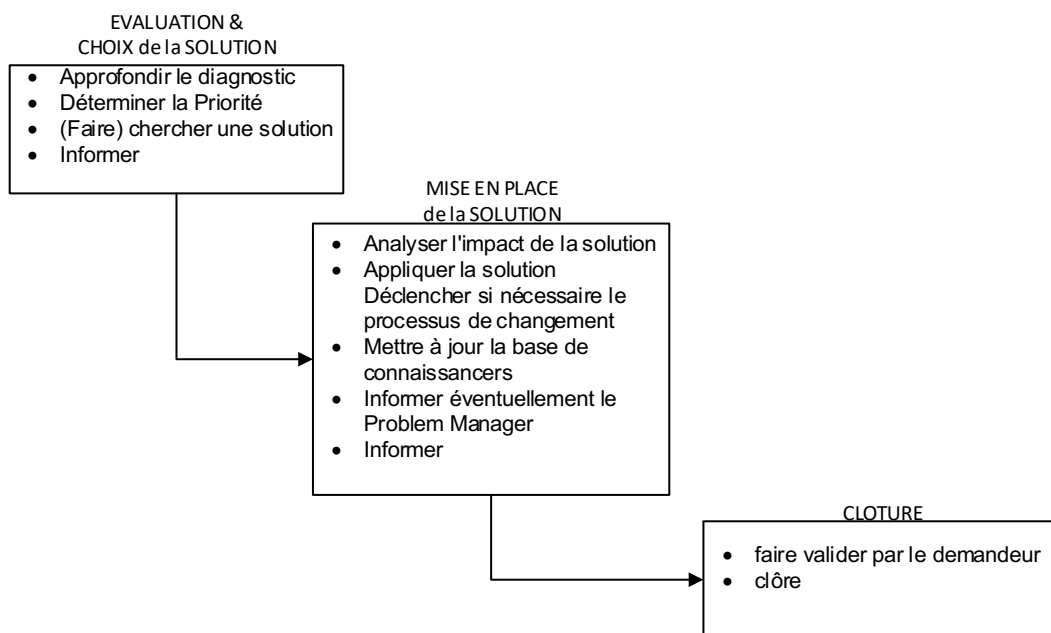 EVALUATION &
CHOIX de la SOLUTION
• Approfondir le diagnostic
• Déterminer la Priorité
• (Faire) chercher une solution
• Informer
MISE EN PLACE
de la SOLUTION
• Analyser l'impact de la solution
• Appliquer la solution
Déclencher si nécessaire le
processus de changement
• Mettre à jour la base de
connaissancers
• Informer éventuellement le
Problem Manager
• Informer
CLOTURE
• faire valider par le demandeur
• clôre